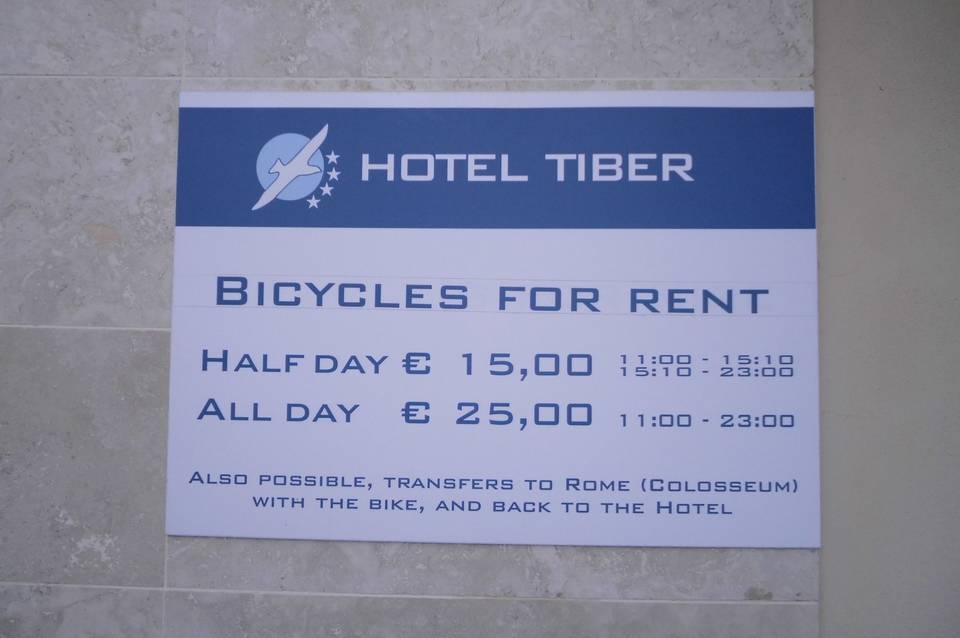 HOTEL TIBER
BICYCLES FOR RENT
HALF DAY € 15,00 11:00 - 15:10
15:10 - 23:00
ALL DAY € 25,00 11:00 - 23:00
ALSO POSSIBLE, TRANSFERS TO ROME (COLOSSEUM)
WITH THE BIKE, AND BACK TO THE HOTEL